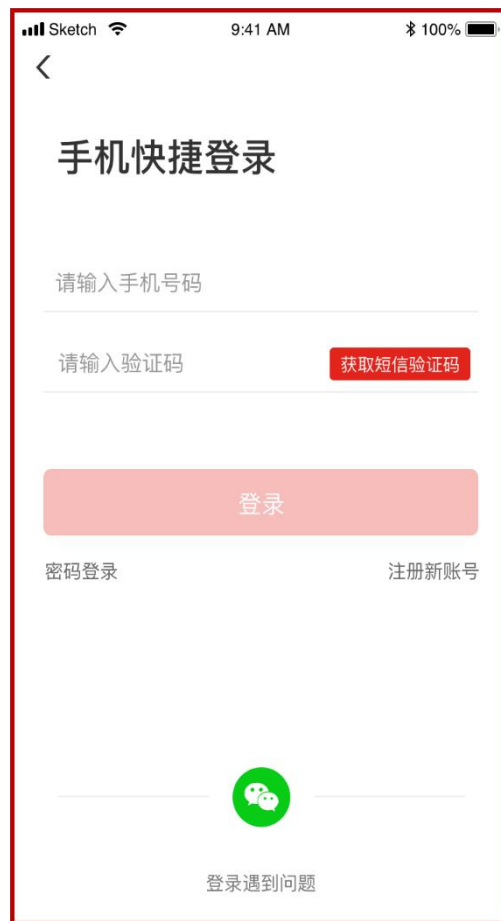 Sketch 9:41 AM 100%
手机快捷登录
请输入手机号码
请输入验证码 获取短信验证码
登录
密码登录 注册新账号
登录遇到问题